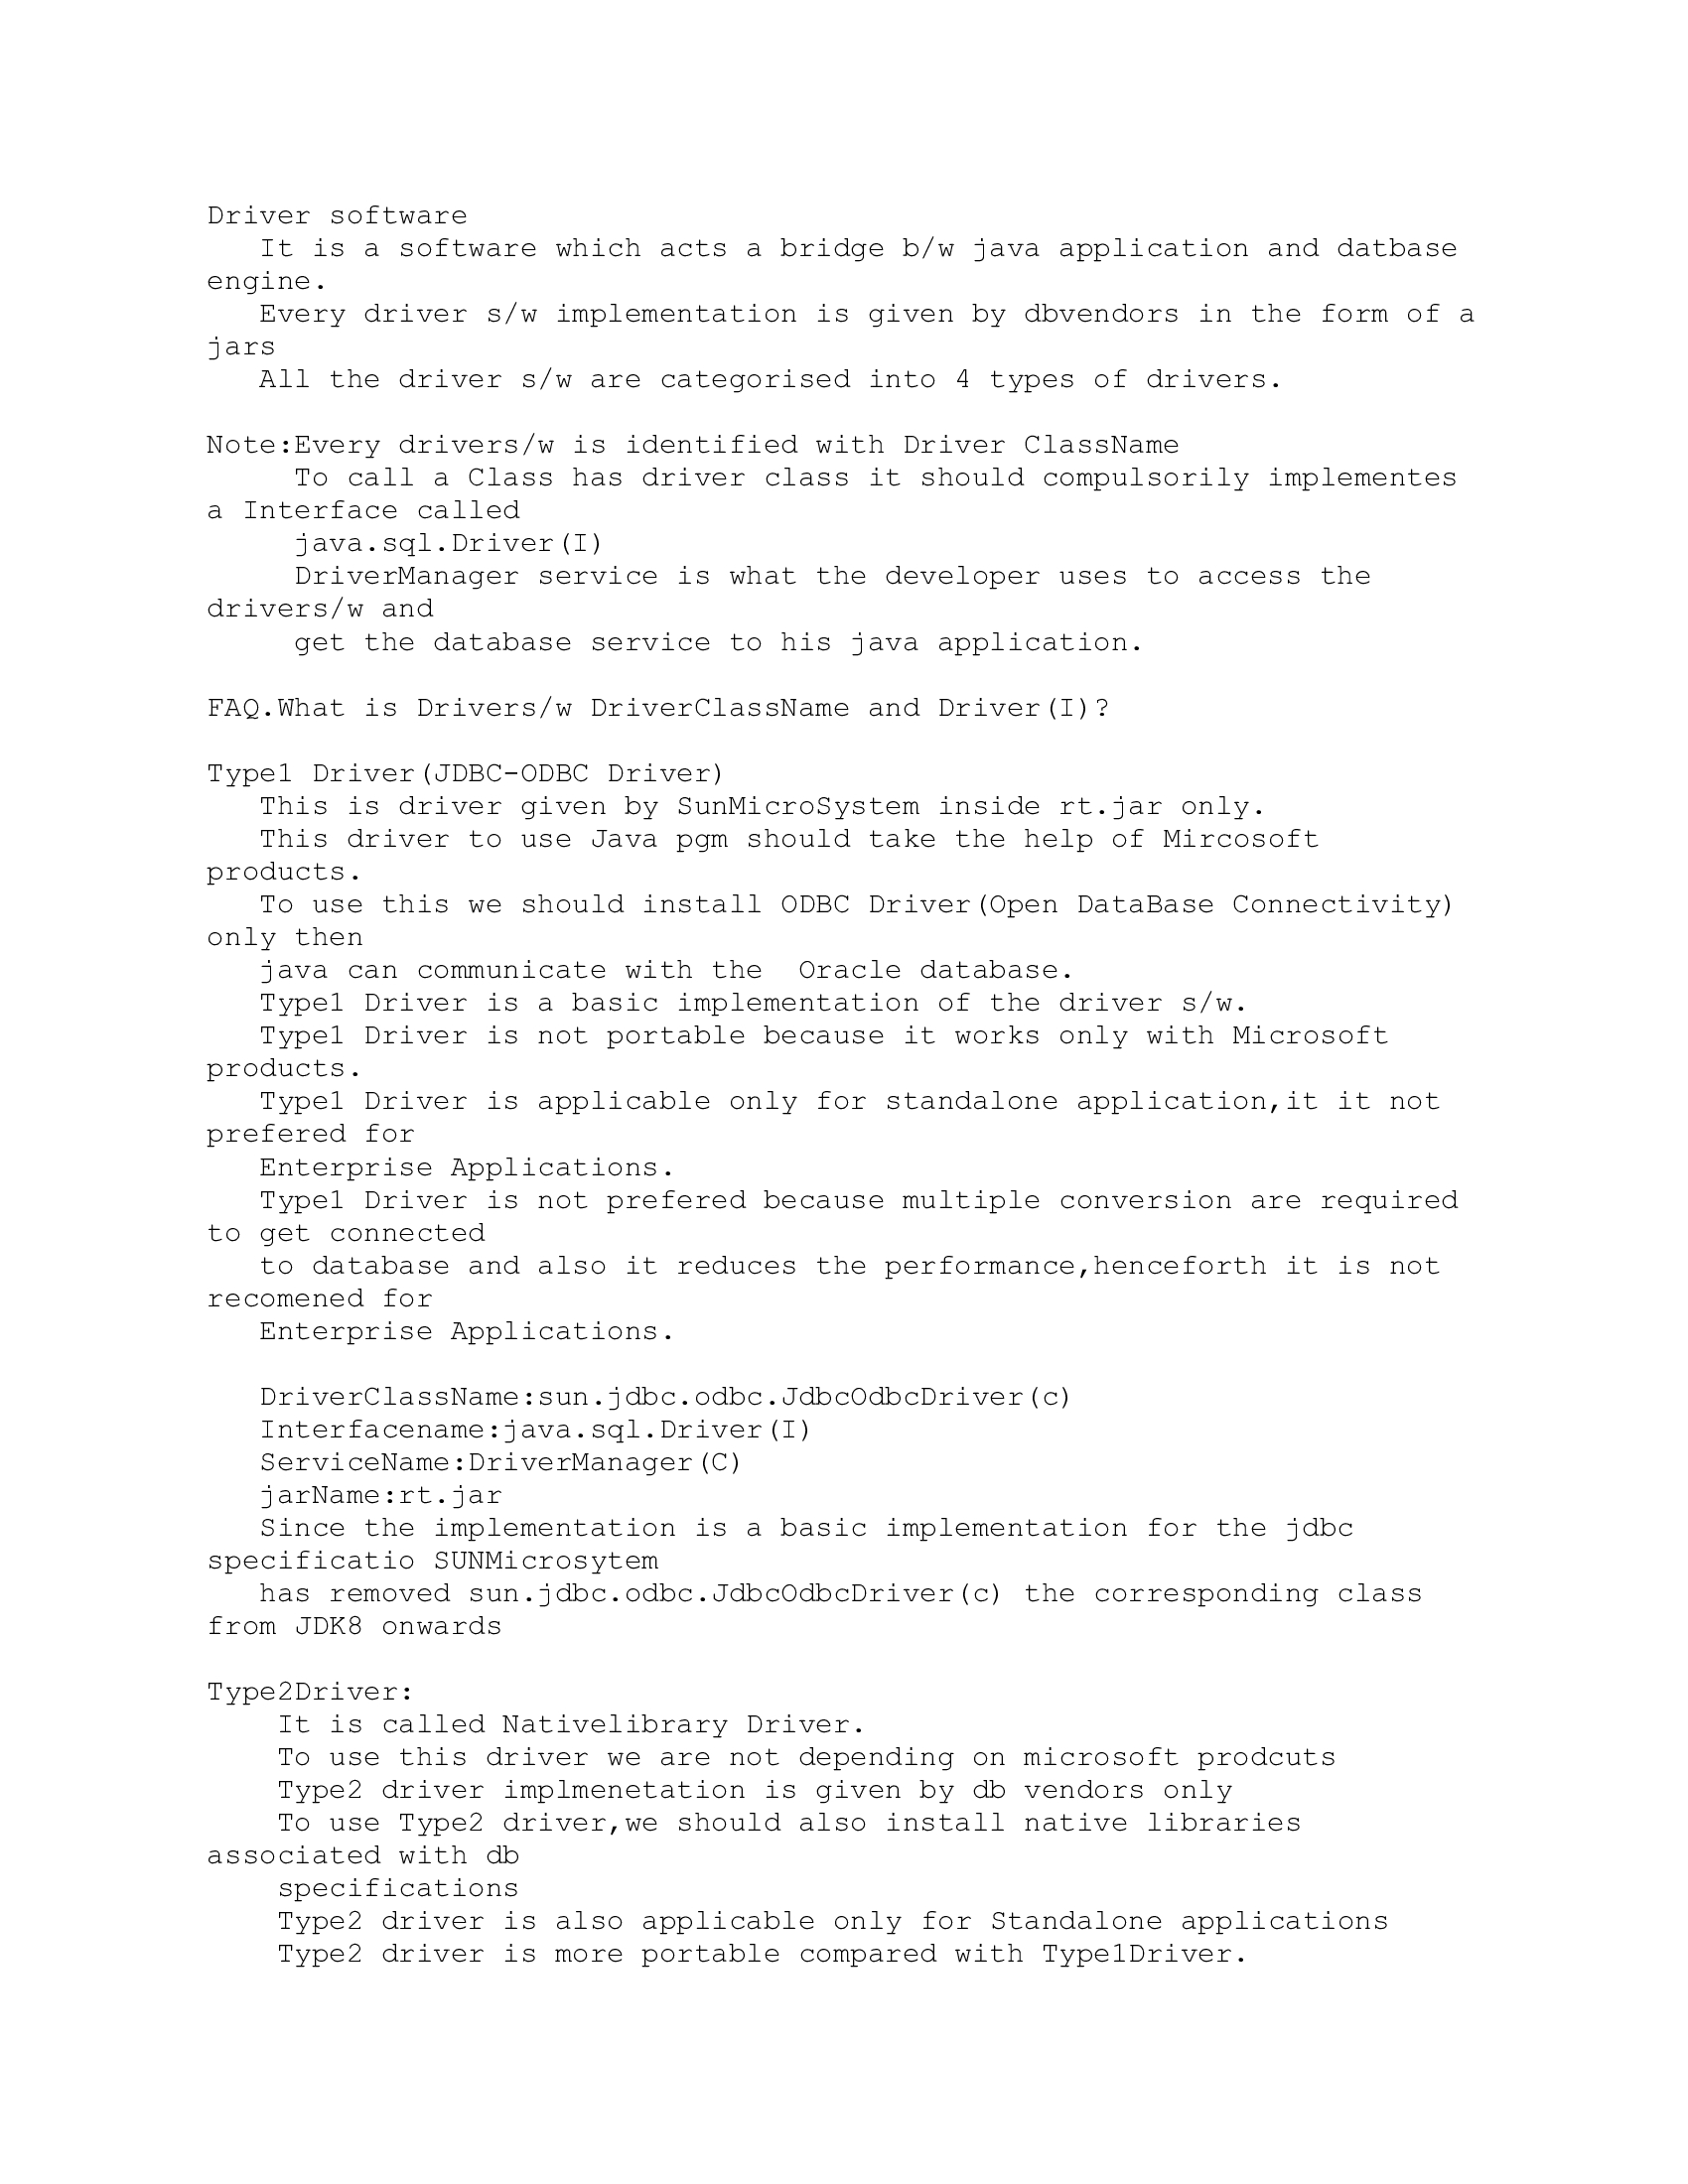 Driver software
It is a software which acts a bridge b/w java application and datbase
engine.
Every driver s/w implementation is given by dbvendors in the form of a
jars
All the driver s/w are categorised into 4 types of drivers.
Note:Every drivers/w is identified with Driver ClassName
To call a Class has driver class it should compulsorily implementes
a Interface called
java.sql.Driver(I)
DriverManager service is what the developer uses to access the
drivers/w and
get the database service to his java application.
FAQ.What is Drivers/w DriverClassName and Driver(I)?
Type1 Driver(JDBC-ODBC Driver)
This is driver given by SunMicroSystem inside rt.jar only.
This driver to use Java pgm should take the help of Mircosoft
products.
To use this we should install ODBC Driver(Open DataBase Connectivity)
only then
java can communicate with the  Oracle database.
Type1 Driver is a basic implementation of the driver s/w.
Type1 Driver is not portable because it works only with Microsoft
products.
Type1 Driver is applicable only for standalone application,it it not
prefered for
Enterprise Applications.
Type1 Driver is not prefered because multiple conversion are required
to get connected
to database and also it reduces the performance,henceforth it is not
recomened for
Enterprise Applications.
DriverClassName:sun.jdbc.odbc.JdbcOdbcDriver(c)
Interfacename:java.sql.Driver(I)
ServiceName:DriverManager(C)
jarName:rt.jar
Since the implementation is a basic implementation for the jdbc
specificatio SUNMicrosytem
has removed sun.jdbc.odbc.JdbcOdbcDriver(c) the corresponding class
from JDK8 onwards
Type2Driver:
It is called Nativelibrary Driver.
To use this driver we are not depending on microsoft prodcuts
Type2 driver implmenetation is given by db vendors only
To use Type2 driver,we should also install native libraries
associated with db
specifications
Type2 driver is also applicable only for Standalone applications
Type2 driver is more portable compared with Type1Driver.